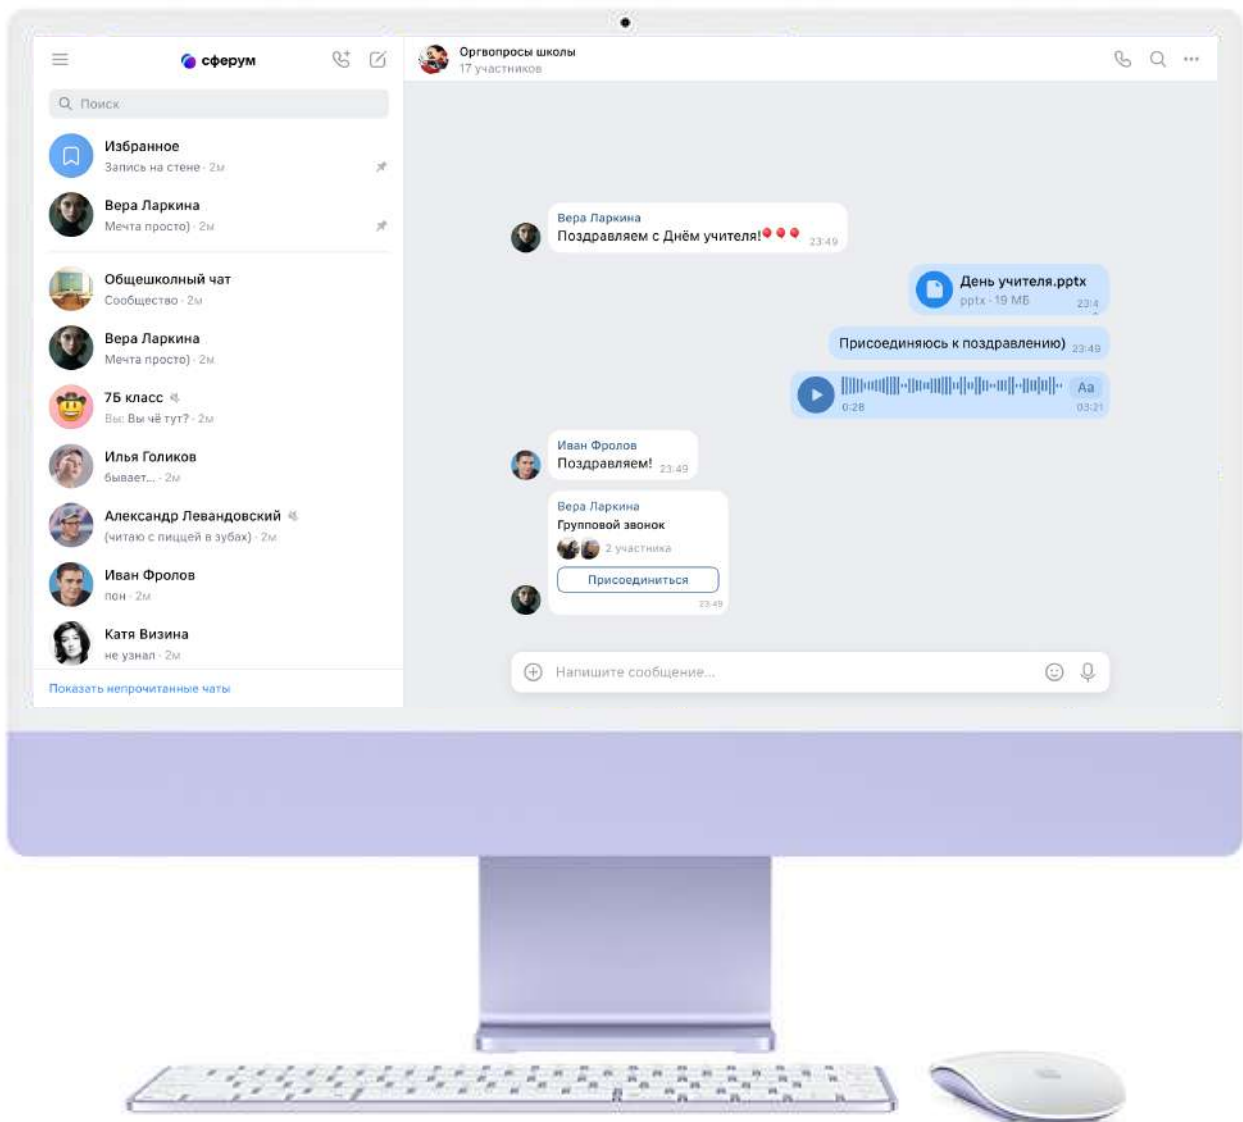 сферум
Поиск
Избранное
Запись на стене · 2м
Вера Ларкина
Мечта просто) · 2м
Общешкольный чат
Сообщество · 2м
Вера Ларкина
Мечта просто) · 2м
7Б класс
Вы: Вы чё тут? · 2м
Илья Голиков
бывает... · 2м
Александр Левандовский
(читаю с пиццей в зубах) · 2м
Иван Фролов
пон · 2м
Катя Визина
не узнал · 2м
Показать непрочитанные чаты
Оргвопросы школы
17 участников
Вера Ларкина
Поздравляем с Днём учителя!🎈🎈🎈 23:49
День учителя.pptx
pptx · 19 МБ 23:4
Присоединяюсь к поздравлению) 23:49
Aa
0:28 03:21
Иван Фролов
Поздравляем! 23:49
Вера Ларкина
Групповой звонок
2 участника
Присоединиться
23:49
Напишите сообщение...